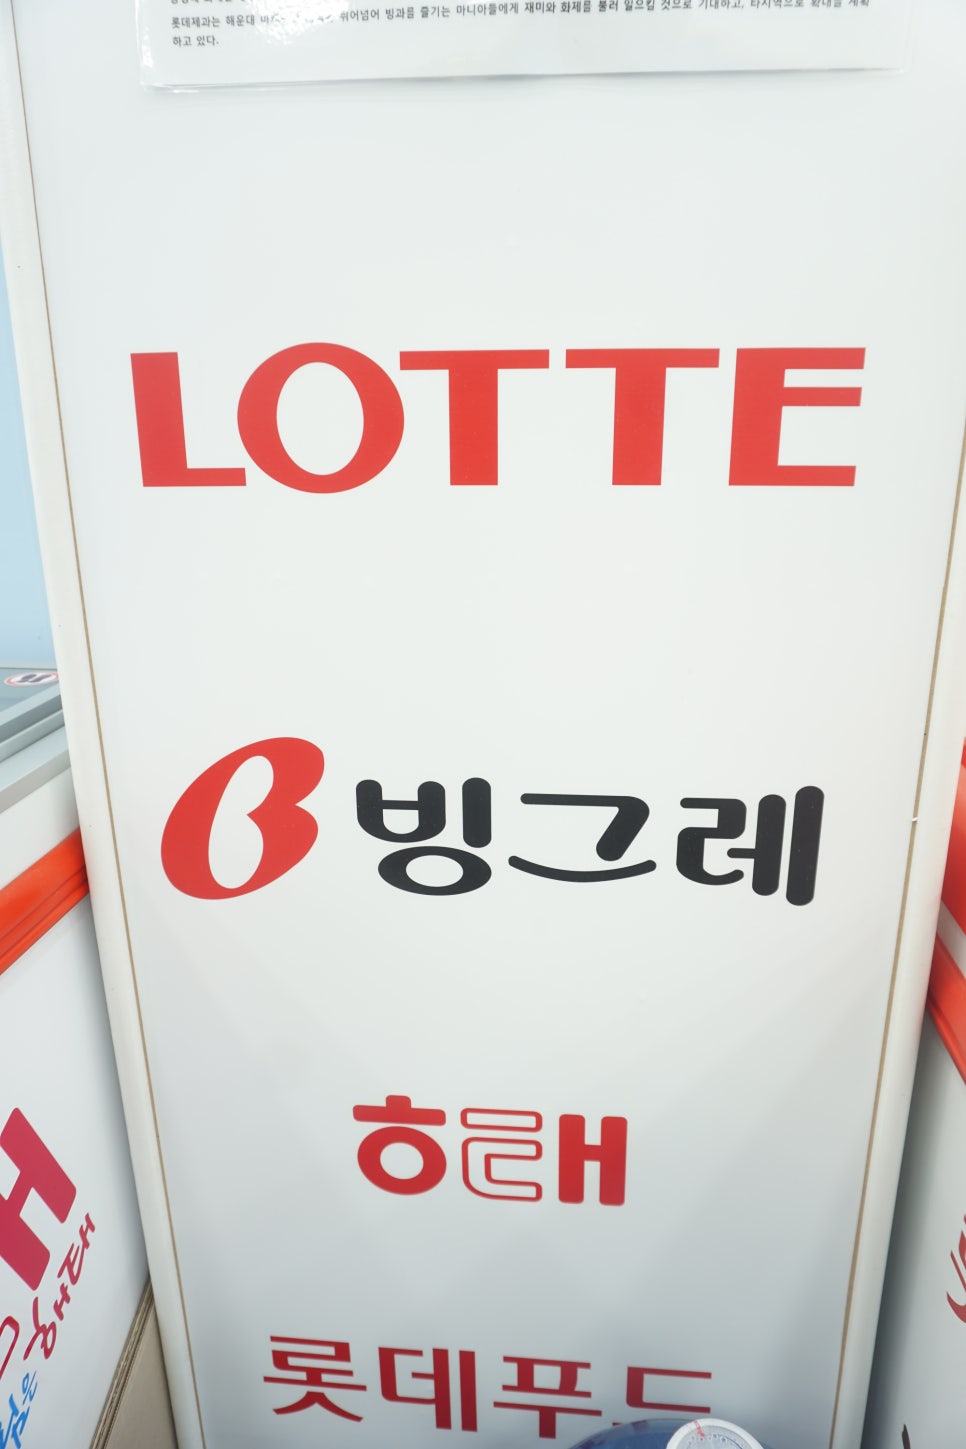 롯데제과는 해운대 뛰어넘어 빙과를 즐기는 마니아들에게 재미와 화제를 불러 일으킬 것으로 기대하고, 타지역으로 확대를 계획
하고 있다.
LOTTE
빙그레
해태
롯데푸드
해태